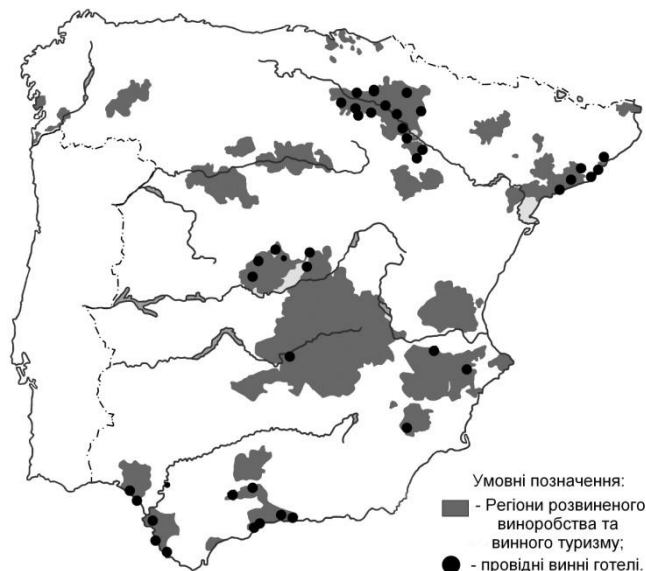 Умовні позначення:
- Регіони розвиненого
виноробства та
винного туризму;
- провідні винні готелі.